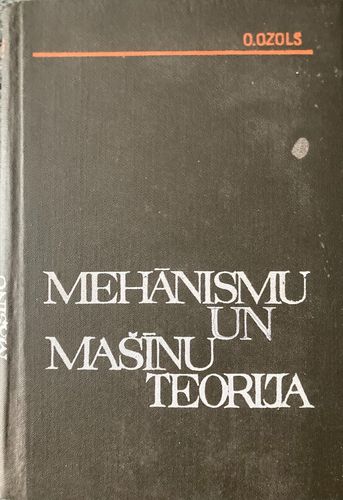 O.OZOLS
MEHĀNISMU
UN
MAŠĪNU
TEORIJA